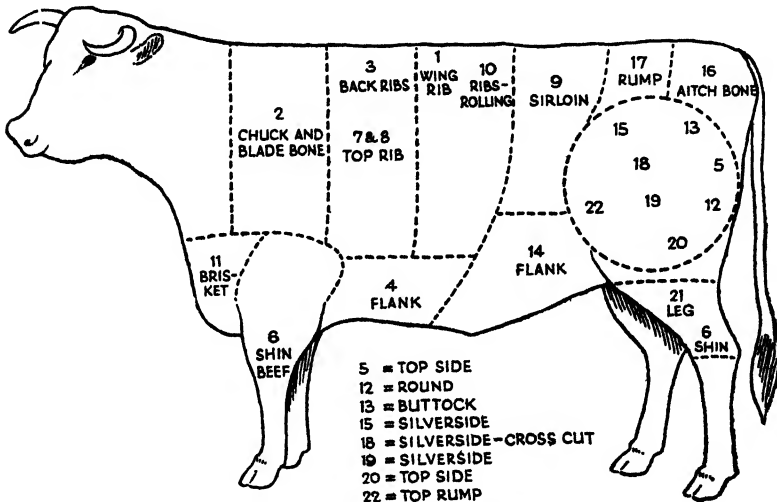 3
BACK RIBS
1
WING
RIB
10
RIBS-
ROLLING
9
SIRLOIN
17
RUMP
16
AITCH BONE
2
CHUCK AND
BLADE BONE
7 & 8
TOP RIB
15
13
18
5
22
19
12
20
11
BRIS-
KET
4
FLANK
14
FLANK
21
LEG
6
SHIN
6
SHIN
BEEF
5 = TOP SIDE
12 = ROUND
13 = BUTTOCK
15 = SILVERSIDE
18 = SILVERSIDE-CROSS CUT
19 = SILVERSIDE
20 = TOP SIDE
22 = TOP RUMP